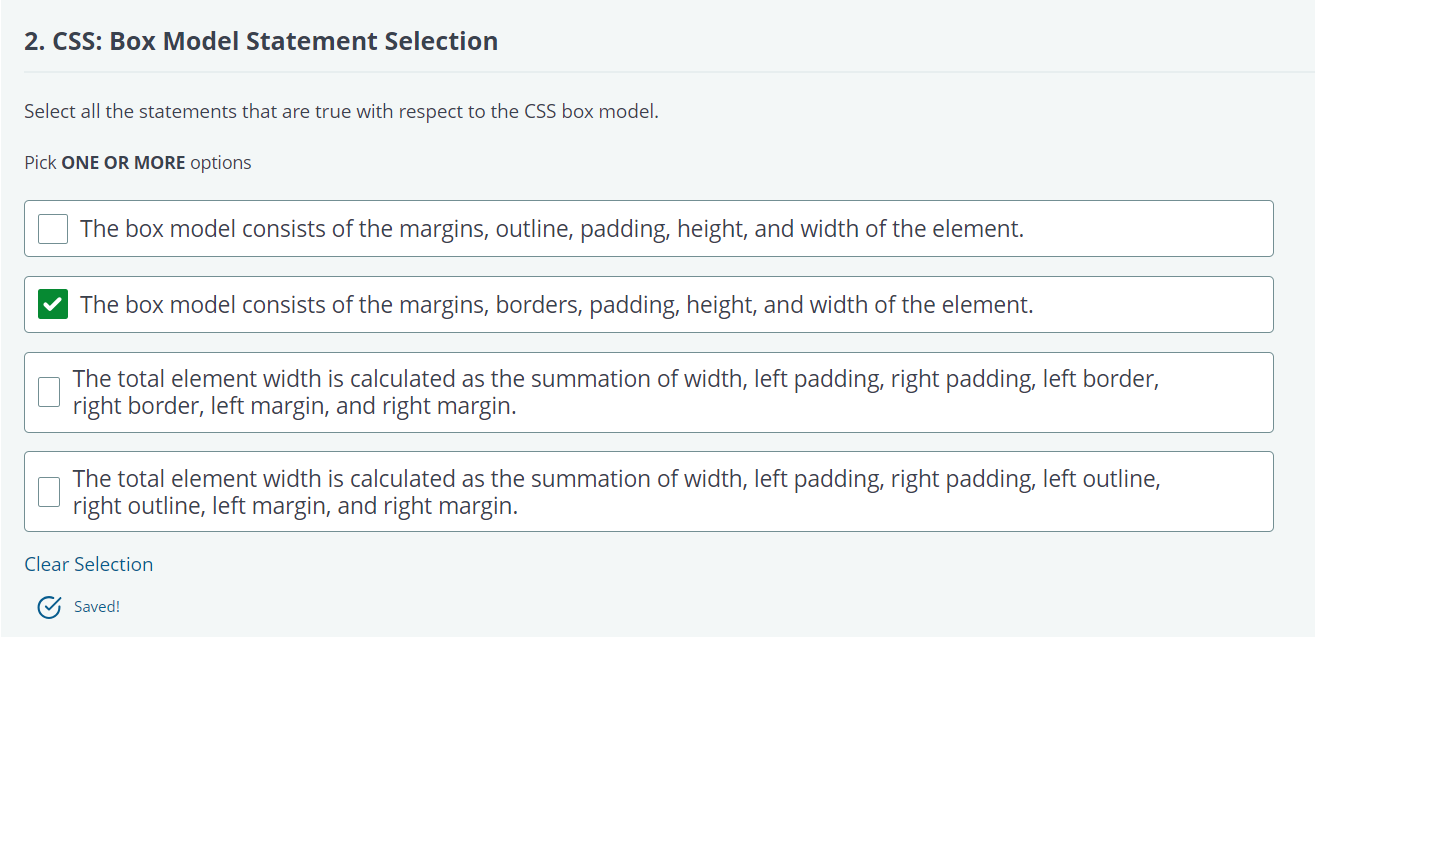 2. CSS: Box Model Statement Selection
Select all the statements that are true with respect to the CSS box model.
Pick ONE OR MORE options
The box model consists of the margins, outline, padding, height, and width of the element.
The box model consists of the margins, borders, padding, height, and width of the element.
The total element width is calculated as the summation of width, left padding, right padding, left border,
right border, left margin, and right margin.
The total element width is calculated as the summation of width, left padding, right padding, left outline,
right outline, left margin, and right margin.
Clear Selection
Saved!